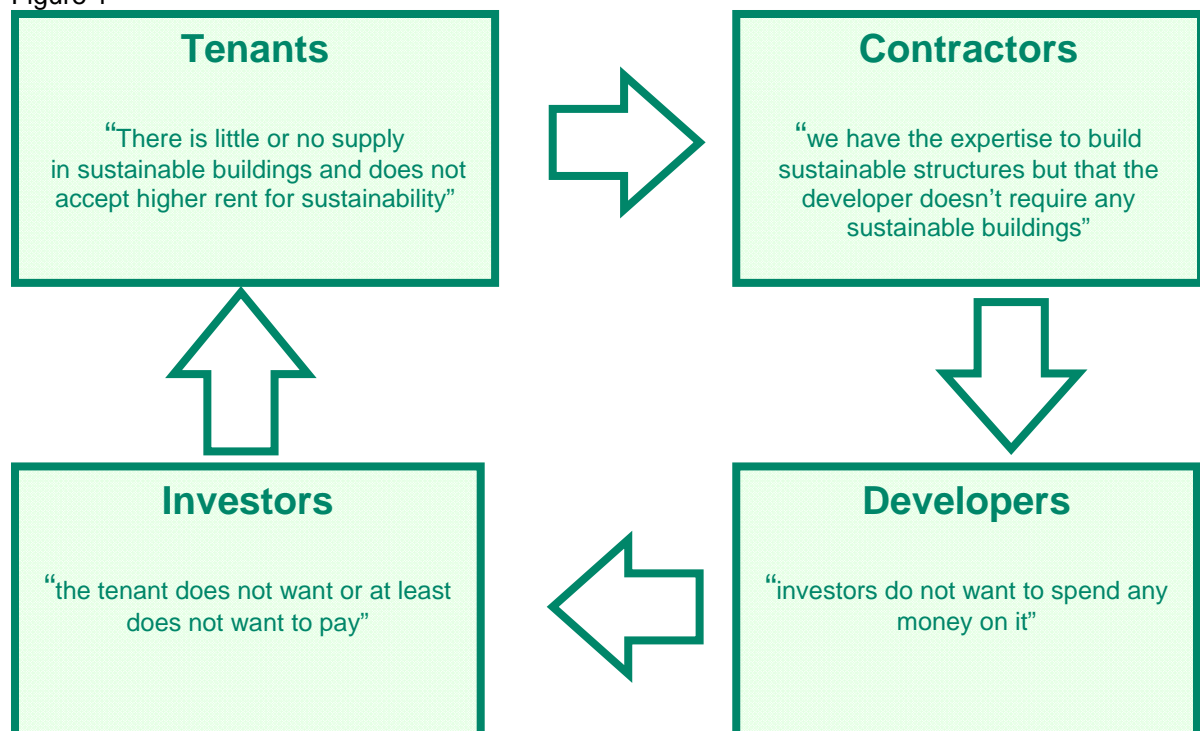 Figure 1
Tenants
“There is little or no supply
in sustainable buildings and does not
accept higher rent for sustainability”
Contractors
“we have the expertise to build
sustainable structures but that the
developer doesn’t require any
sustainable buildings”
Investors
“the tenant does not want or at least
does not want to pay”
Developers
“investors do not want to spend any
money on it”